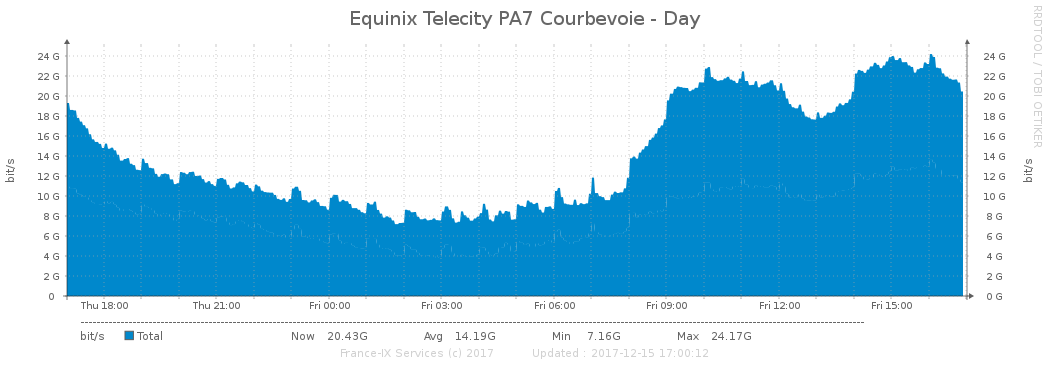 Equinix Telecity PA7 Courbevoie - Day
RRDTOOL / TOBI OETIKER
bit/s
24 G 24 G
22 G 22 G
20 G 20 G
18 G 18 G
16 G 16 G
14 G 14 G
12 G 12 G
10 G 10 G
8 G 8 G
6 G 6 G
4 G 4 G
2 G 2 G
0 0 G
bit/s
Thu 18:00 Thu 21:00 Fri 00:00 Fri 03:00 Fri 06:00 Fri 09:00 Fri 12:00 Fri 15:00
bit/s Total Now 20.43G Avg 14.19G Min 7.16G Max 24.17G
France-IX Services (c) 2017 Updated : 2017-12-15 17:00:12